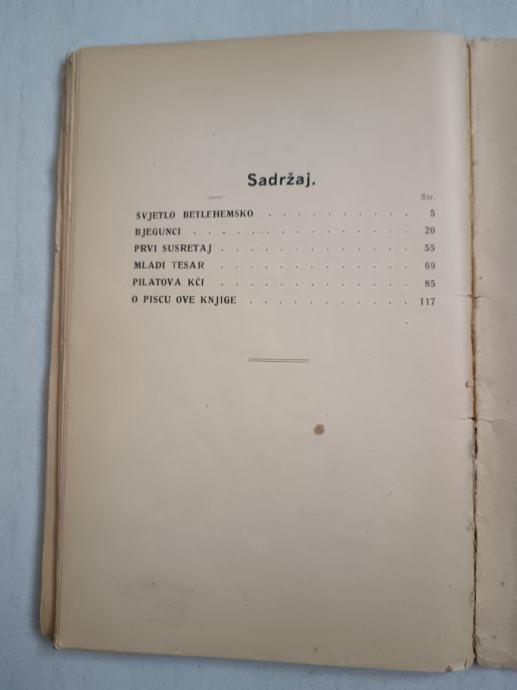 Sadržaj.
Str.
SVJETLO BETLEHEMSKO . . . . . . . . . . 5
BJEGUNCI . . . . . . . . . . . . . . 20
PRVI SUSRETAJ . . . . . . . . . . . . 55
MLADI TESAR . . . . . . . . . . . . . 69
PILATOVA KĆI . . . . . . . . . . . . 85
O PISCU OVE KNJIGE . . . . . . . . . . . 117